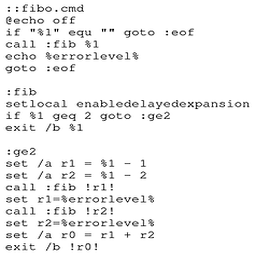 ::fibo.cmd
@echo off
if "%1" equ "" goto :eof
call :fib %1
echo %errorlevel%
goto :eof

:fib
setlocal enabledelayedexpansion
if %1 geq 2 goto :ge2
exit /b %1

:ge2
set /a r1 = %1 - 1
set /a r2 = %1 - 2
call :fib !r1!
set r1=%errorlevel%
call :fib !r2!
set r2=%errorlevel%
set /a r0 = r1 + r2
exit /b !r0!